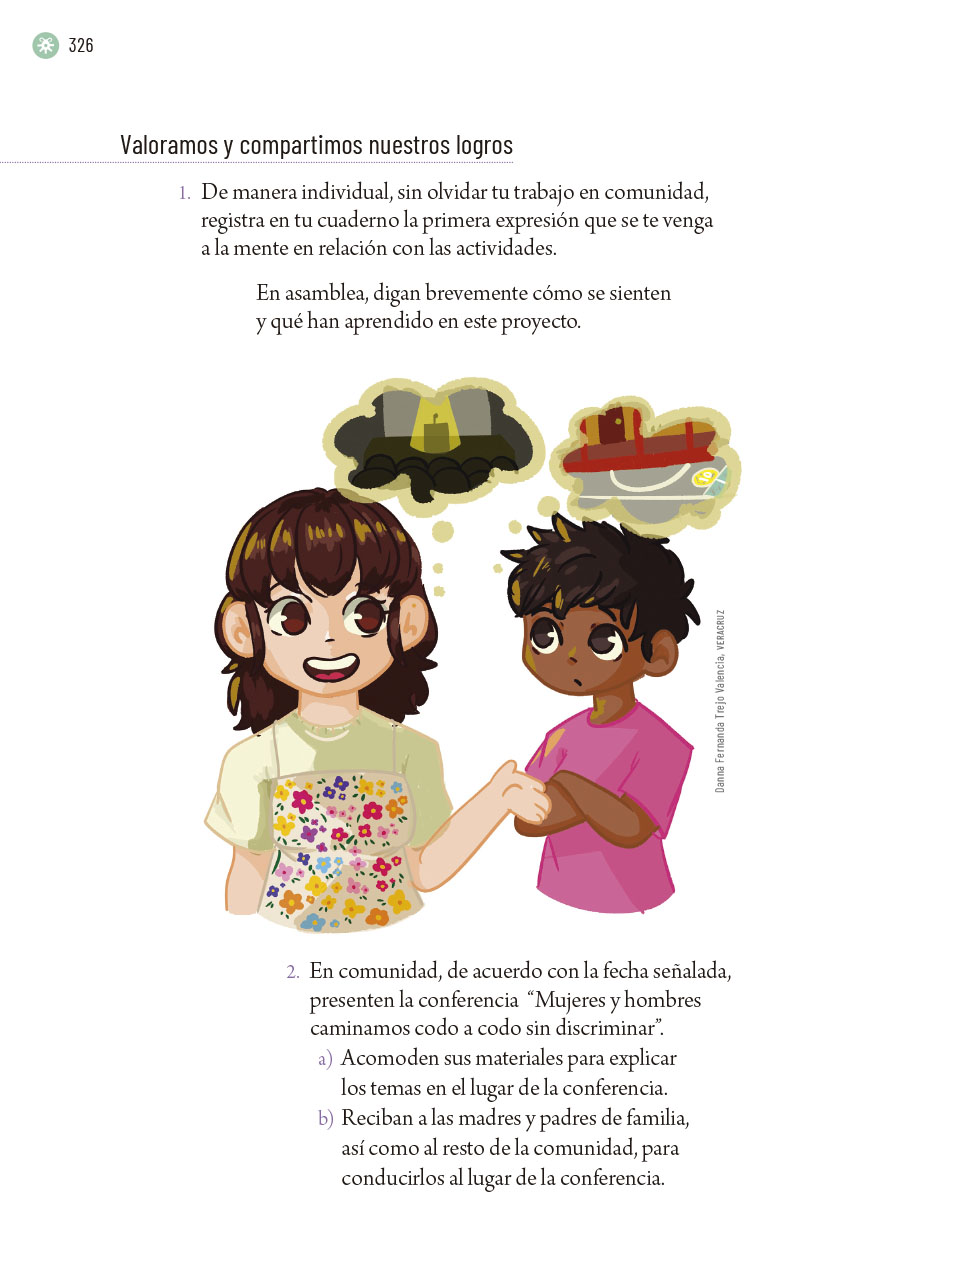 326
Valoramos y compartimos nuestros logros
1. De manera individual, sin olvidar tu trabajo en comunidad,
registra en tu cuaderno la primera expresión que se te venga
a la mente en relación con las actividades.
En asamblea, digan brevemente cómo se sienten
y qué han aprendido en este proyecto.
Danna Fernanda Trejo Valencia, VERACRUZ
2. En comunidad, de acuerdo con la fecha señalada,
presenten la conferencia “Mujeres y hombres
caminamos codo a codo sin discriminar”.
a) Acomoden sus materiales para explicar
los temas en el lugar de la conferencia.
b) Reciban a las madres y padres de familia,
así como al resto de la comunidad, para
conducirlos al lugar de la conferencia.